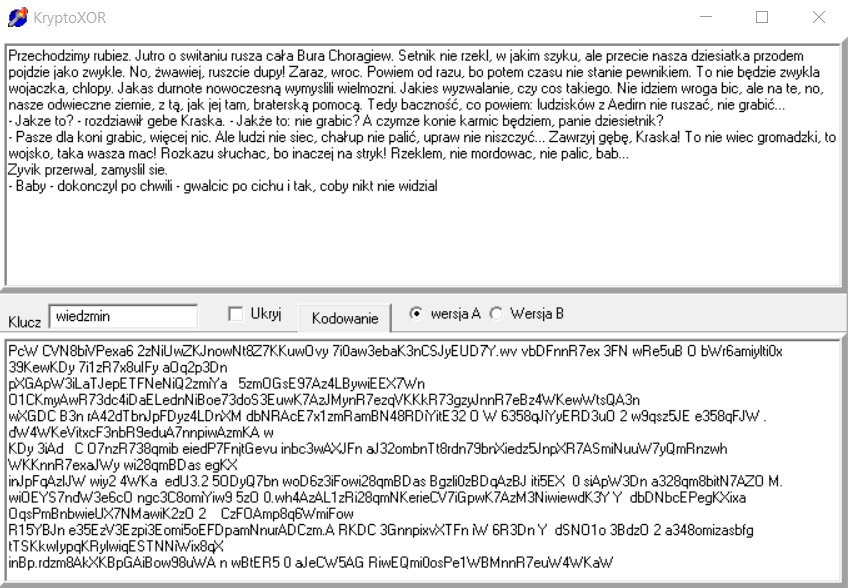 KryptoXOR
Przechodzimy rubiez. Jutro o switaniu rusza cała Bura Choragiew. Setnik nie rzekl, w jakim szyku, ale przecie nasza dziesiatka przodem
pojdzie jako zwykle. No, żwawiej, ruszcie dupy! Zaraz, wroc. Powiem od razu, bo potem czasu nie stanie pewnikiem. To nie będzie zwykla
wojaczka, chlopy. Jakas durnote nowoczesną wymyslili wielmozni. Jakies wyzwalanie, czy cos takiego. Nie idziem wroga bic, ale na te, no,
nasze odwieczne ziemie, z tą, jak jej tam, braterską pomocą. Tedy baczność, co powiem: ludzisków z Aedirn nie ruszać, nie grabić...
- Jakze to? - rozdziawił gebe Kraska. - Jakże to: nie grabic? A czymze konie karmic będziem, panie dziesietnik?
- Pasze dla koni grabic, więcej nic. Ale ludzi nie siec, chałup nie palić, upraw nie niszczyć... Zawrzyj gębę, Kraska! To nie wiec gromadzki, to
wojsko, taka wasza mac! Rozkazu słuchac, bo inaczej na stryk! Rzeklem, nie mordowac, nie palic, bab...
Zyvik przerwal, zamyslil sie.
- Baby - dokonczyl po chwili - gwalcic po cichu i tak, coby nikt nie widzial
Klucz wiedzmin Ukryj Kodowanie wersja A Wersja B
PcW CVN8biVPexa6 2zNiUwZKJnowNt8Z7KKuwOvy 7i0aw3ebaK3nCSJyEUD7Y.wv vbDFnnR7ex 3FN wRe5uB O bWr6amiylti0x
39KewKDy 7i1zR7x8uIFy aOq2p3Dn
pXGApW3iLaTJepETFNeNiQ2zmiYa 5zmOGsE97Az4LBywiEEX7Wn
O1CKmyAwR73dc4iDaELednNiBoe73doS3EuwK7AzJMynR7ezqVKKkR73gzyJnnR7eBz4WKewWtsQA3n
wXGDC B3n rA42dTbnJpFDyz4LDnXM dbNRAcE7x1zmRamBN48RDiYitE32 O W 6358qJiYyERD3uO 2 w9qsz5JE e358qFJW .
dW4WKeVitxcF3nbR9eduA7nnpiwAzmKA w
KDy 3iAd C O7nzR738qmib eiedP7FnjtGevu inbc3wAXJFn aJ32ombnTt8rdn79bnXiedz5JnpXR7ASmiNuuW7yQmRnzwh
WKKnnR7exaJWy wi28qmBDas egKX
inJpFqAzIJW wiy2 4WKa edU3.2 5ODyQ7bn woD6z3iFowi28qmBDas Bgzli0zBDqAzBJ iti5EX 0 siApW3Dn a328qm8bitN7AZO M.
wiOEYS7ndW3e6cO ngc3C8omiYiw9 5zO 0.wh4AzAL1zRi28qmNKerieCV7iGpwK7AzM3NiwiewdK3Y Y dbDNbcEPegKXixa
OqsPmBnbwieUX7NMawiK2zO 2 CzFOAmp8q6WmiFow
R15YBJn e35EzV3Ezpi3Eomi5oEFDpamNnurADCzm.A RKDC 3GnnpixvXTFn iW 6R3Dn Y dSNO1o 3BdzO 2 a348omizasbfg
tTSKkwIypqKRylwiqESTNNiWix8qX
inBp.rdzm8AkXKBpGAiBow98uWA n wBtER5 0 aJeCW5AG RiwEQmi0osPe1WBMnnR7euW4WKaW